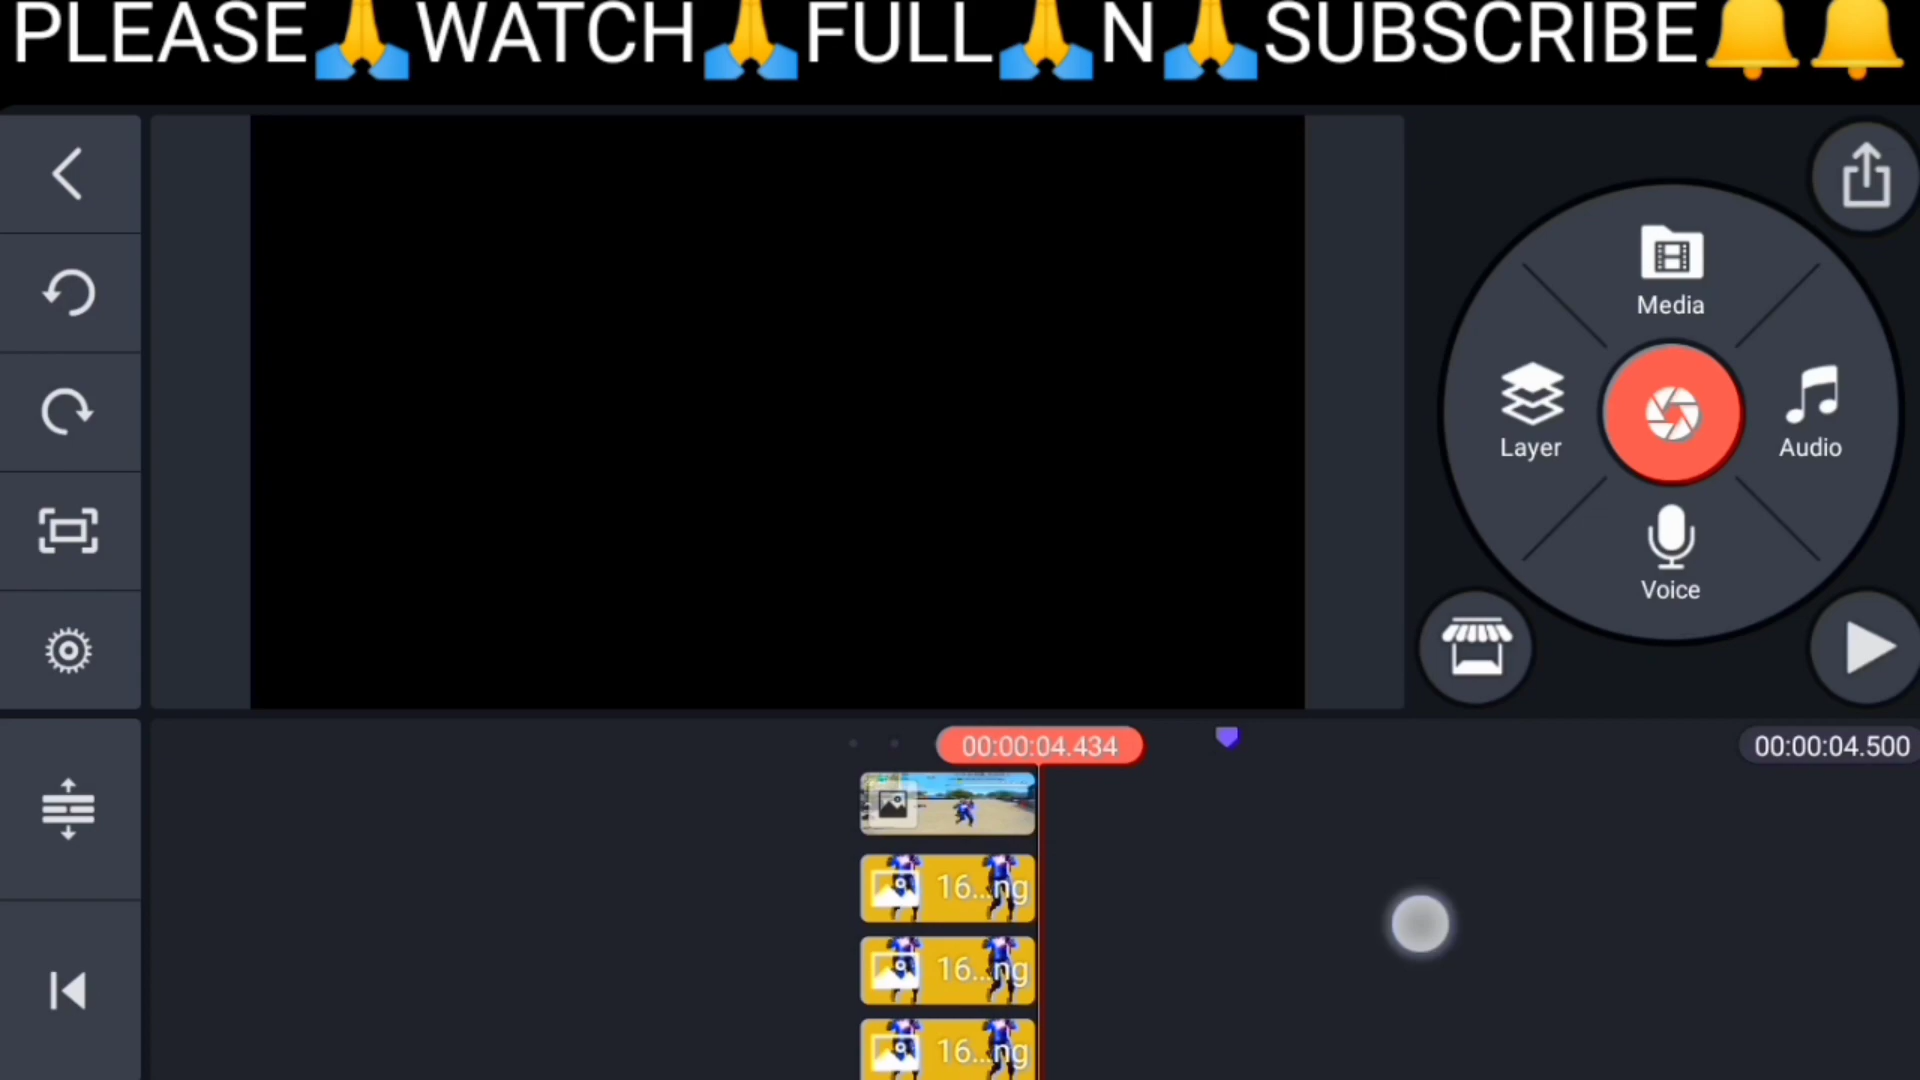 PLEASE🙏WATCH🙏FULL🙏N🙏SUBSCRIBE🔔🔔
Media
Layer
Audio
Voice
00:00:04.434
00:00:04.500
16...ng
16...ng
16...ng